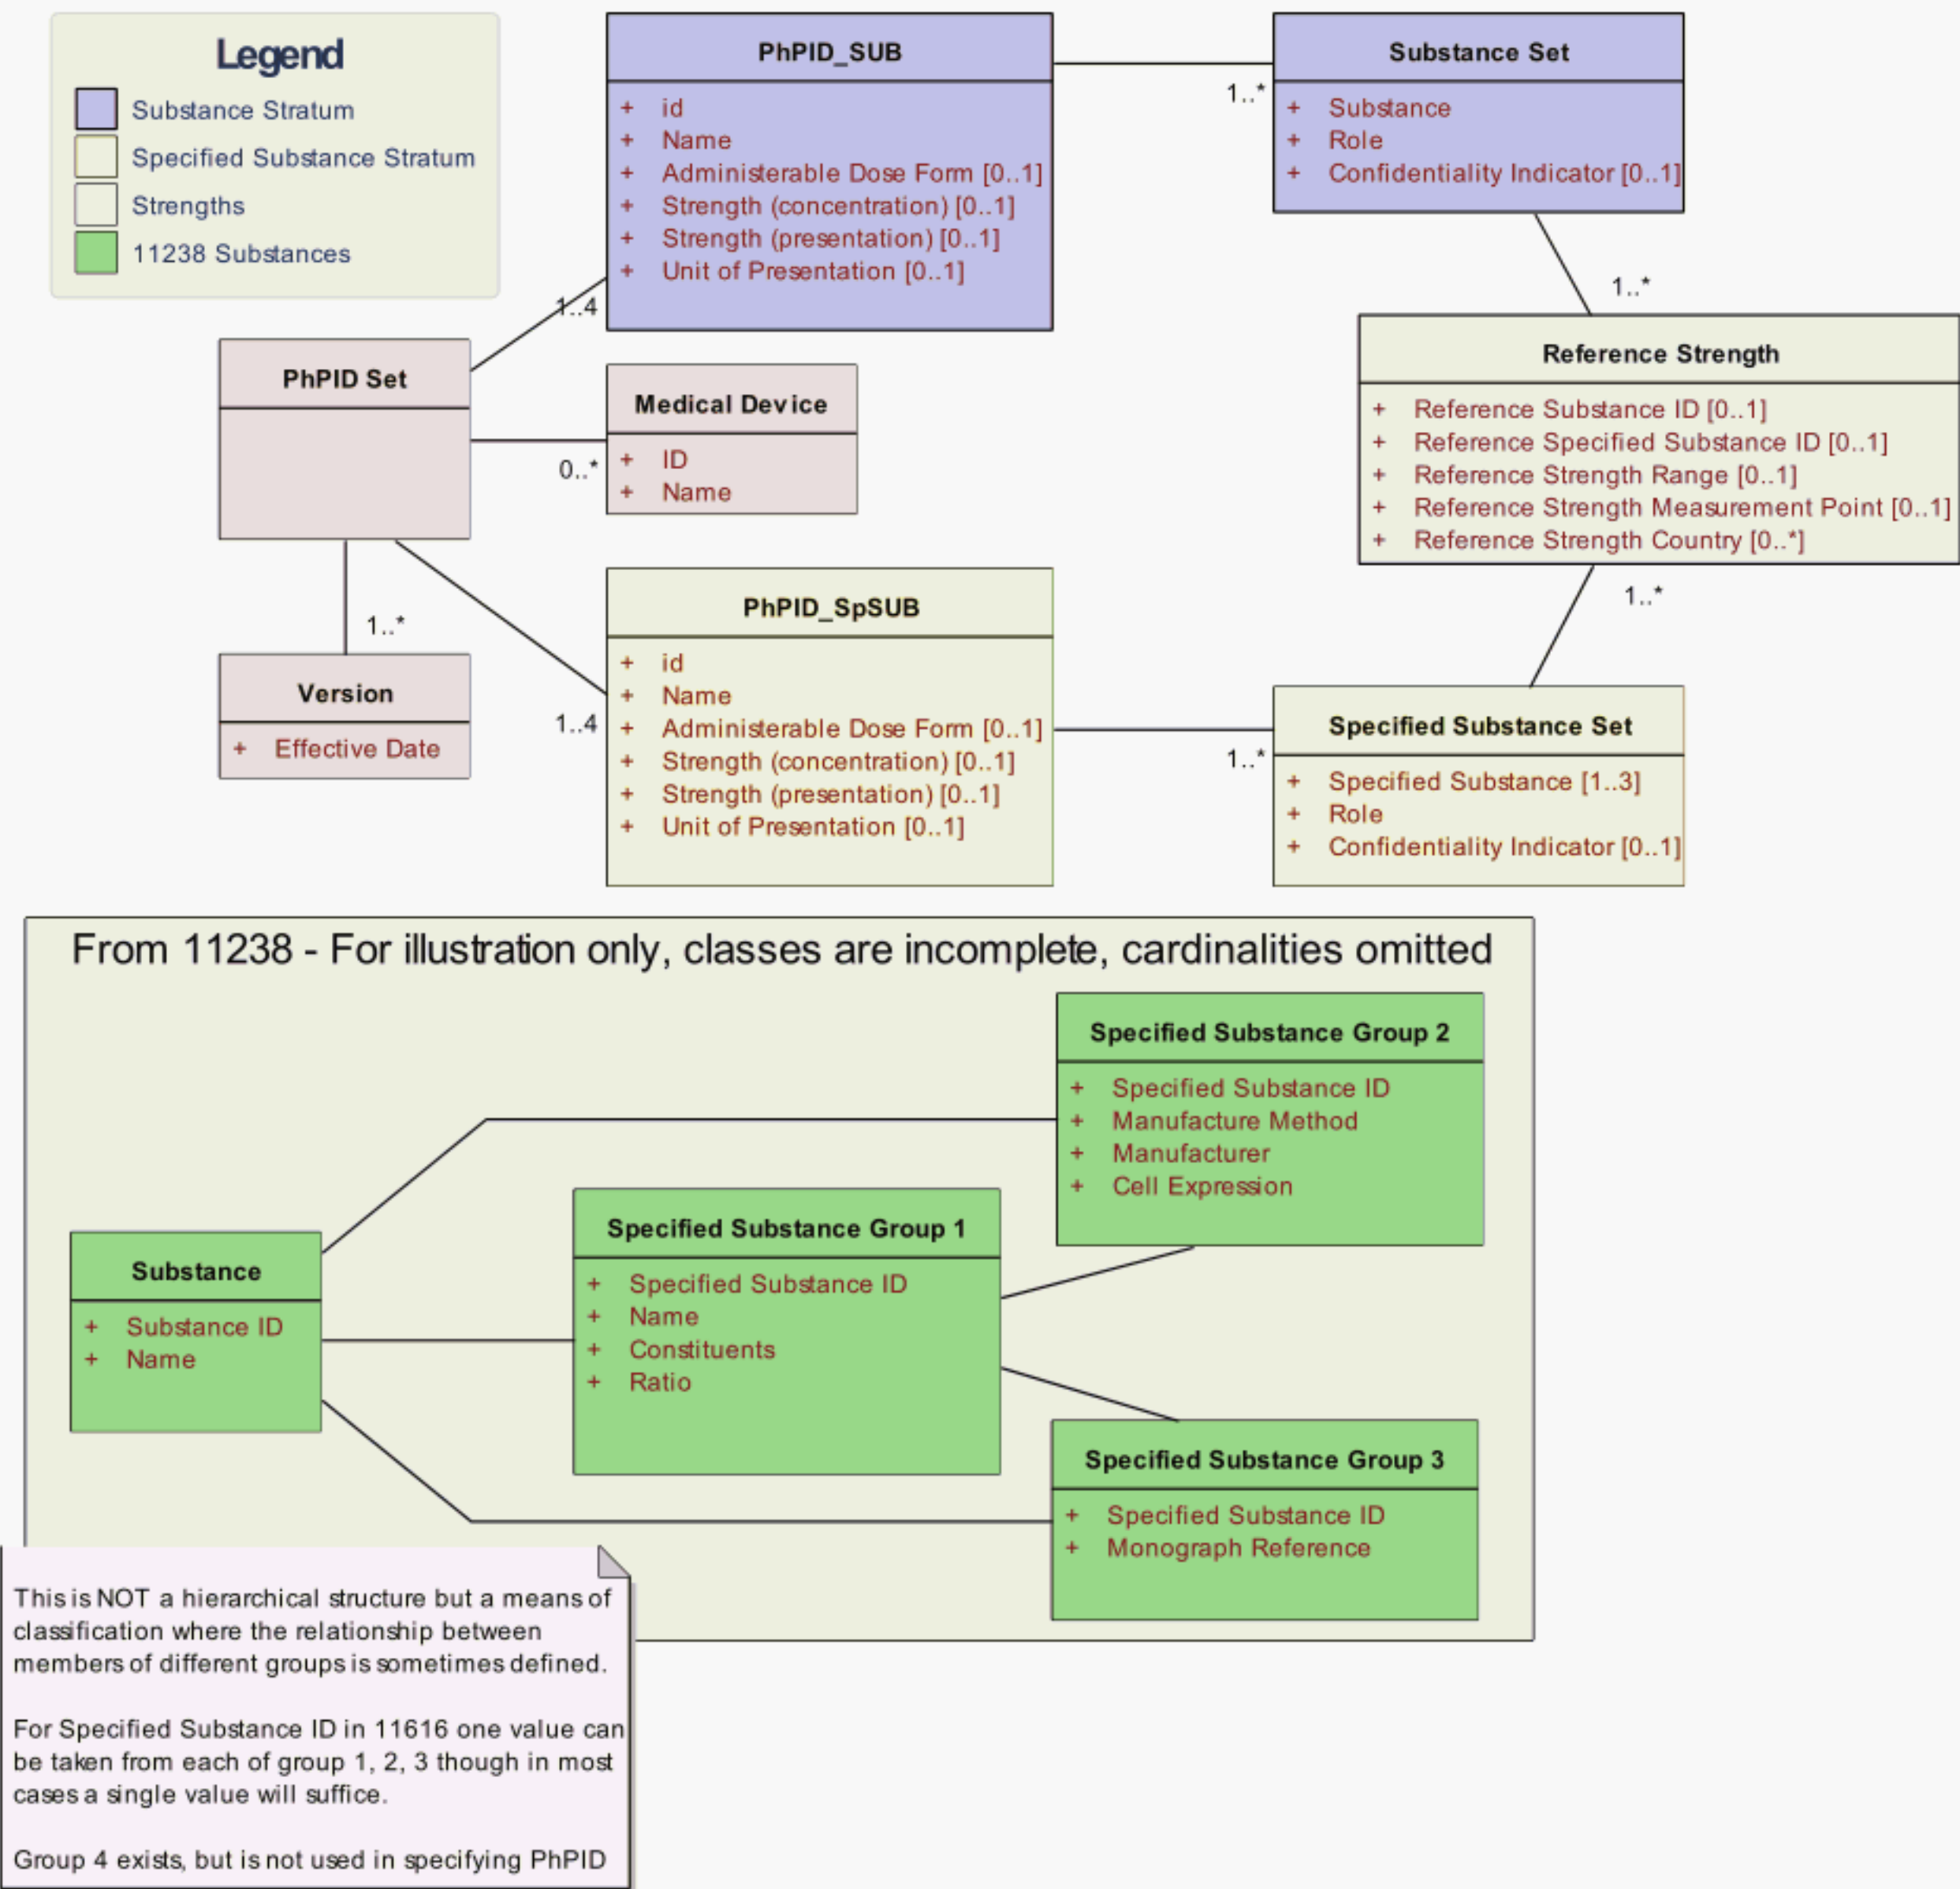 Legend
Substance Stratum
Specified Substance Stratum
Strengths
11238 Substances
PhPID_SUB
+ id
+ Name
+ Administerable Dose Form [0..1]
+ Strength (concentration) [0..1]
+ Strength (presentation) [0..1]
+ Unit of Presentation [0..1]
1..*
Substance Set
+ Substance
+ Role
+ Confidentiality Indicator [0..1]
1..4
1..*
PhPID Set
Medical Device
+ ID
+ Name
0..*
Reference Strength
+ Reference Substance ID [0..1]
+ Reference Specified Substance ID [0..1]
+ Reference Strength Range [0..1]
+ Reference Strength Measurement Point [0..1]
+ Reference Strength Country [0..*]
1..*
1..*
Version
+ Effective Date
1..4
PhPID_SpSUB
+ id
+ Name
+ Administerable Dose Form [0..1]
+ Strength (concentration) [0..1]
+ Strength (presentation) [0..1]
+ Unit of Presentation [0..1]
1..*
Specified Substance Set
+ Specified Substance [1..3]
+ Role
+ Confidentiality Indicator [0..1]
From 11238 - For illustration only, classes are incomplete, cardinalities omitted
Specified Substance Group 2
+ Specified Substance ID
+ Manufacture Method
+ Manufacturer
+ Cell Expression
Specified Substance Group 1
+ Specified Substance ID
+ Name
+ Constituents
+ Ratio
Substance
+ Substance ID
+ Name
Specified Substance Group 3
+ Specified Substance ID
+ Monograph Reference
This is NOT a hierarchical structure but a means of
classification where the relationship between
members of different groups is sometimes defined.
For Specified Substance ID in 11616 one value can
be taken from each of group 1, 2, 3 though in most
cases a single value will suffice.
Group 4 exists, but is not used in specifying PhPID